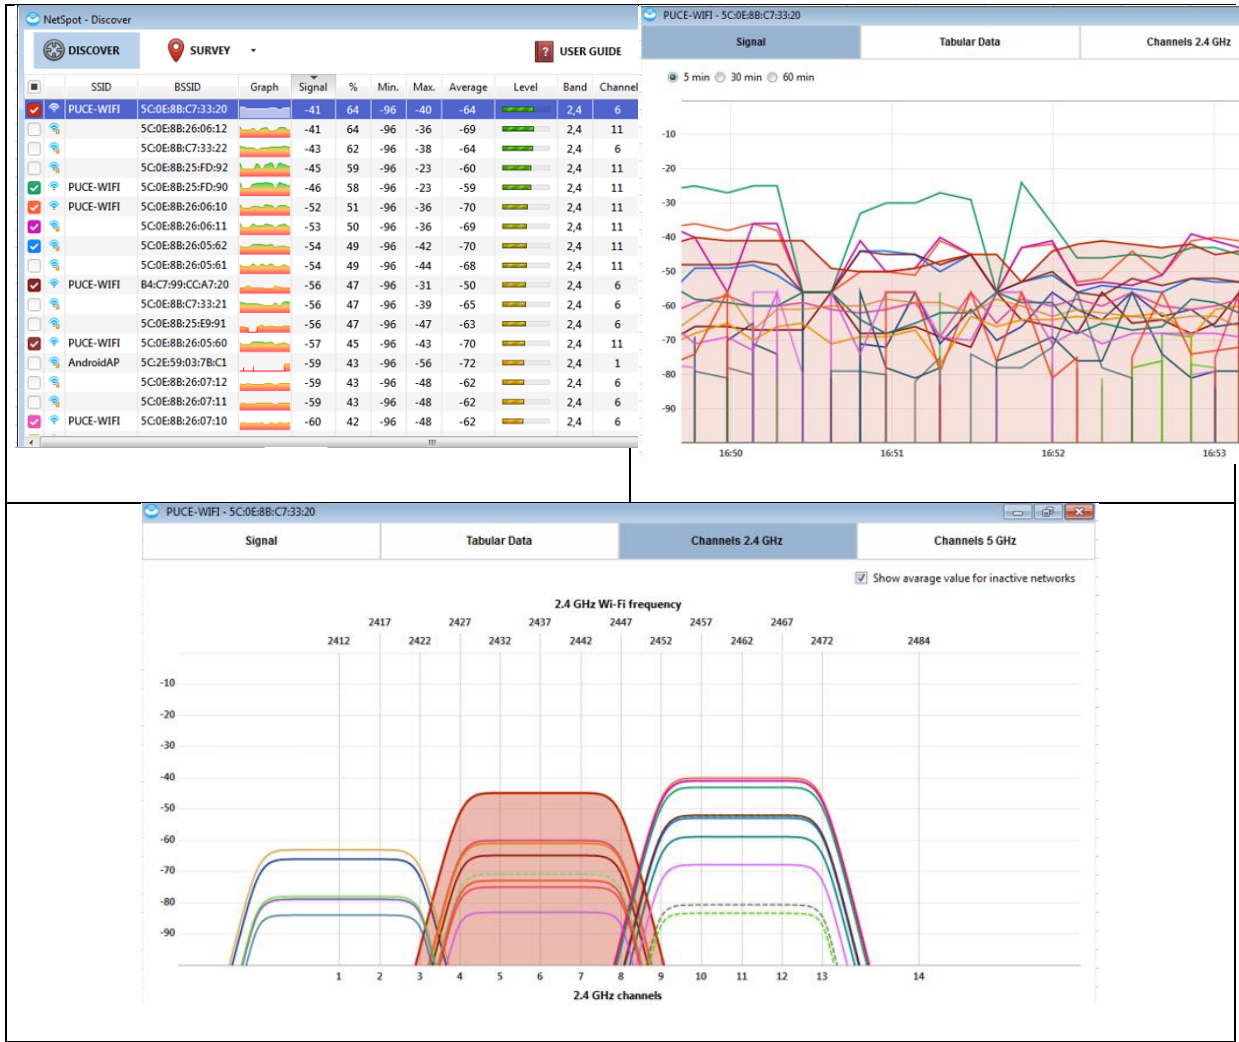 NetSpot - Discover
DISCOVER SURVEY USER GUIDE
SSID BSSID Graph Signal % Min. Max. Average Level Band Channel
PUCE-WIFI 5C:0E:8B:C7:33:20 -41 64 -96 -40 -64 2,4 6
5C:0E:8B:26:06:12 -41 64 -96 -36 -69 2,4 11
5C:0E:8B:C7:33:22 -43 62 -96 -38 -64 2,4 6
5C:0E:8B:25:FD:92 -45 59 -96 -23 -60 2,4 11
PUCE-WIFI 5C:0E:8B:25:FD:90 -46 58 -96 -23 -59 2,4 11
PUCE-WIFI 5C:0E:8B:26:06:10 -52 51 -96 -36 -70 2,4 11
5C:0E:8B:26:06:11 -53 50 -96 -36 -69 2,4 11
5C:0E:8B:26:05:62 -54 49 -96 -42 -70 2,4 11
5C:0E:8B:26:05:61 -54 49 -96 -44 -68 2,4 11
PUCE-WIFI B4:C7:99:CC:A7:20 -56 47 -96 -31 -50 2,4 6
5C:0E:8B:C7:33:21 -56 47 -96 -39 -65 2,4 6
5C:0E:8B:25:E9:91 -56 47 -96 -47 -63 2,4 6
PUCE-WIFI 5C:0E:8B:26:05:60 -57 45 -96 -43 -70 2,4 11
AndroidAP 5C:2E:59:03:7B:C1 -59 43 -96 -56 -72 2,4 1
5C:0E:8B:26:07:12 -59 43 -96 -48 -62 2,4 6
5C:0E:8B:26:07:11 -59 43 -96 -48 -62 2,4 6
PUCE-WIFI 5C:0E:8B:26:07:10 -60 42 -96 -48 -62 2,4 6
PUCE-WIFI - 5C:0E:8B:C7:33:20
Signal Tabular Data Channels 2.4 GHz
5 min 30 min 60 min
-10
-20
-30
-40
-50
-60
-70
-80
-90
16:50 16:51 16:52 16:53
PUCE-WIFI - 5C:0E:8B:C7:33:20
Signal Tabular Data Channels 2.4 GHz Channels 5 GHz
Show avarage value for inactive networks
2.4 GHz Wi-Fi frequency
2417 2427 2437 2447 2457 2467
2412 2422 2432 2442 2452 2462 2472 2484
-10
-20
-30
-40
-50
-60
-70
-80
-90
1 2 3 4 5 6 7 8 9 10 11 12 13 14
2.4 GHz channels